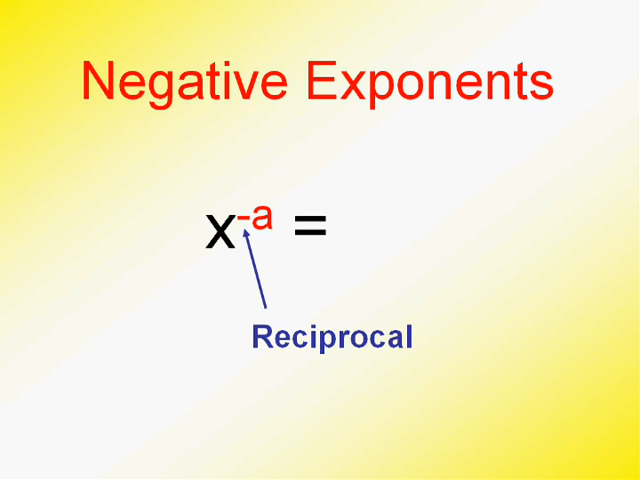 Negative Exponents
x^-a =
Reciprocal